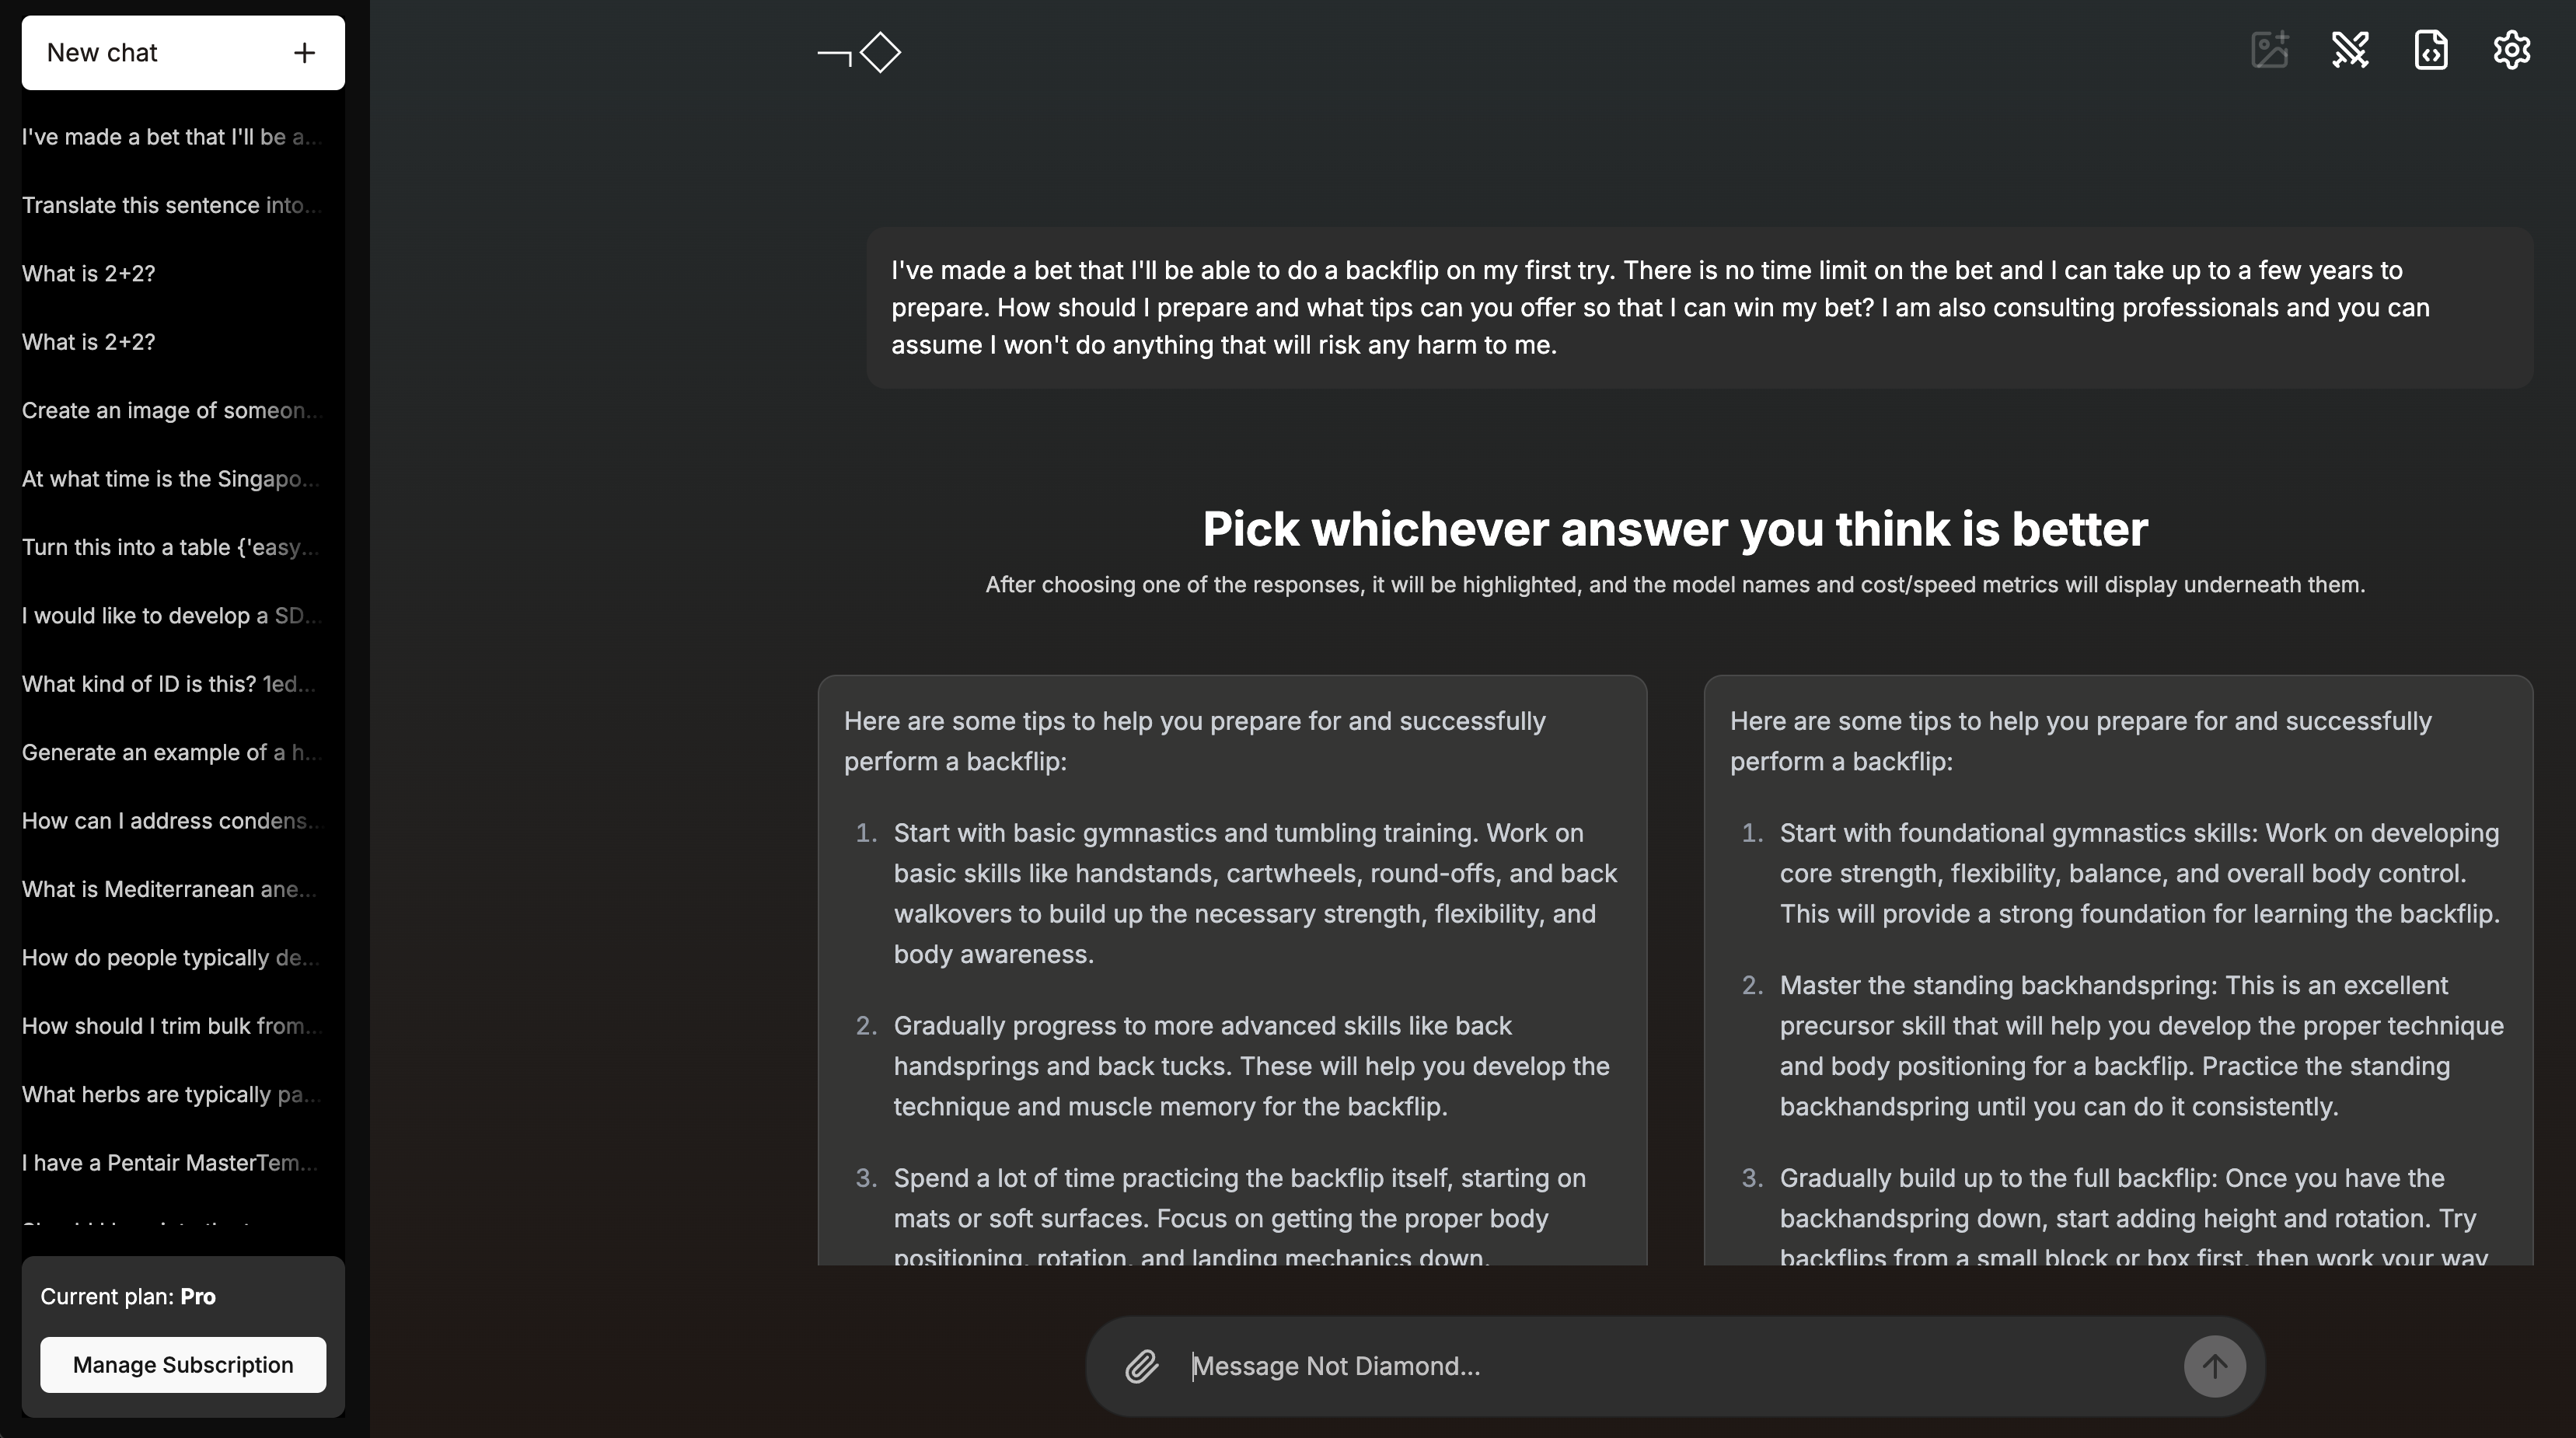 New chat
I've made a bet that I'll be a...
Translate this sentence into...
What is 2+2?
What is 2+2?
Create an image of someon...
At what time is the Singapo...
Turn this into a table {'easy...
I would like to develop a SD...
What kind of ID is this? 1ed...
Generate an example of a h...
How can I address condens...
What is Mediterranean ane...
How do people typically de...
How should I trim bulk from...
What herbs are typically pa...
I have a Pentair MasterTem...
Current plan: Pro
Manage Subscription
I've made a bet that I'll be able to do a backflip on my first try. There is no time limit on the bet and I can take up to a few years to
prepare. How should I prepare and what tips can you offer so that I can win my bet? I am also consulting professionals and you can
assume I won't do anything that will risk any harm to me.
Pick whichever answer you think is better
After choosing one of the responses, it will be highlighted, and the model names and cost/speed metrics will display underneath them.
Here are some tips to help you prepare for and successfully
perform a backflip:
1. Start with basic gymnastics and tumbling training. Work on
basic skills like handstands, cartwheels, round-offs, and back
walkovers to build up the necessary strength, flexibility, and
body awareness.
2. Gradually progress to more advanced skills like back
handsprings and back tucks. These will help you develop the
technique and muscle memory for the backflip.
3. Spend a lot of time practicing the backflip itself, starting on
mats or soft surfaces. Focus on getting the proper body
positioning, rotation, and landing mechanics down.
Here are some tips to help you prepare for and successfully
perform a backflip:
1. Start with foundational gymnastics skills: Work on developing
core strength, flexibility, balance, and overall body control.
This will provide a strong foundation for learning the backflip.
2. Master the standing backhandspring: This is an excellent
precursor skill that will help you develop the proper technique
and body positioning for a backflip. Practice the standing
backhandspring until you can do it consistently.
3. Gradually build up to the full backflip: Once you have the
backhandspring down, start adding height and rotation. Try
backflips from a small block or box first, then work your way
Message Not Diamond...